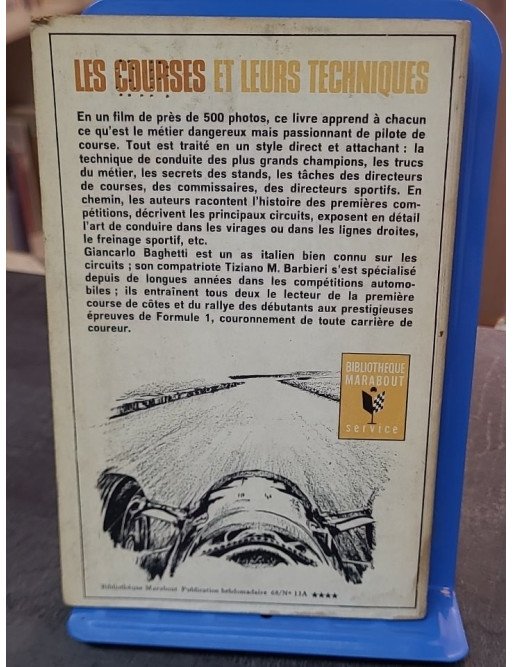 LES COURSES ET LEURS TECHNIQUES
En un film de près de 500 photos, ce livre apprend à chacun
ce qu'est le métier dangereux mais passionnant de pilote de
course. Tout est traité en un style direct et attachant : la
technique de conduite des plus grands champions, les trucs
du métier, les secrets des stands, les tâches des directeurs
de courses, des commissaires, des directeurs sportifs. En
chemin, les auteurs racontent l'histoire des premières com-
pétitions, décrivent les principaux circuits, exposent en détail
l'art de conduire dans les virages ou dans les lignes droites,
le freinage sportif, etc.
Giancarlo Baghetti est un as italien bien connu sur les
circuits ; son compatriote Tiziano M. Barbieri s'est spécialisé
depuis de longues années dans les compétitions automo-
biles ; ils entraînent tous deux le lecteur de la première
course de côtes et du rallye des débutants aux prestigieuses
épreuves de Formule 1, couronnement de toute carrière de
coureur.
BIBLIOTHEQUE
MARABOUT
service
Bibliothèque Marabout Publication hebdomadaire 68/N° 11A ★★★★